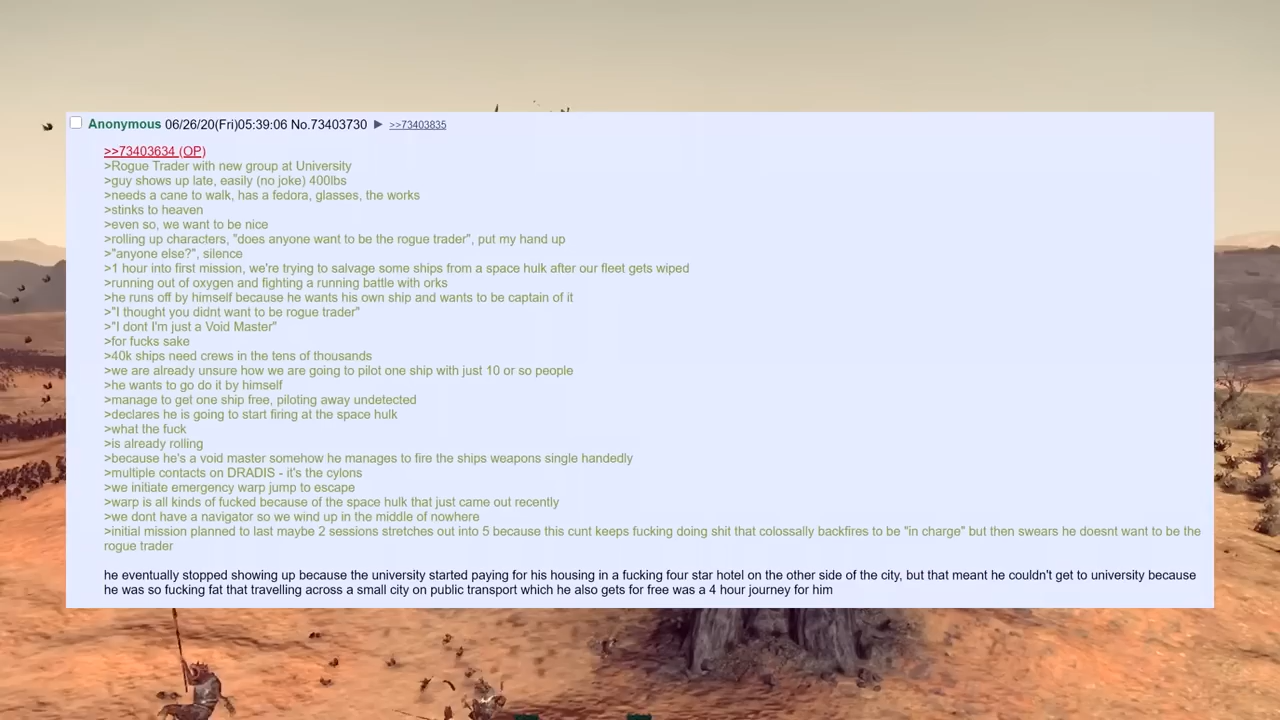 Anonymous 06/26/20(Fri)05:39:06 No.73403730 ▶ >>73403835
>>73403634 (OP)
>Rogue Trader with new group at University
>guy shows up late, easily (no joke) 400lbs
>needs a cane to walk, has a fedora, glasses, the works
>stinks to heaven
>even so, we want to be nice
>rolling up characters, "does anyone want to be the rogue trader", put my hand up
>"anyone else?", silence
>1 hour into first mission, we're trying to salvage some ships from a space hulk after our fleet gets wiped
>running out of oxygen and fighting a running battle with orks
>he runs off by himself because he wants his own ship and wants to be captain of it
>"I thought you didnt want to be rogue trader"
>"I dont I'm just a Void Master"
>for fucks sake
>40k ships need crews in the tens of thousands
>we are already unsure how we are going to pilot one ship with just 10 or so people
>he wants to go do it by himself
>manage to get one ship free, piloting away undetected
>declares he is going to start firing at the space hulk
>what the fuck
>is already rolling
>because he's a void master somehow he manages to fire the ships weapons single handedly
>multiple contacts on DRADIS - it's the cylons
>we initiate emergency warp jump to escape
>warp is all kinds of fucked because of the space hulk that just came out recently
>we dont have a navigator so we wind up in the middle of nowhere
>initial mission planned to last maybe 2 sessions stretches out into 5 because this cunt keeps fucking doing shit that colossally backfires to be "in charge" but then swears he doesnt want to be the
rogue trader
he eventually stopped showing up because the university started paying for his housing in a fucking four star hotel on the other side of the city, but that meant he couldn't get to university because
he was so fucking fat that travelling across a small city on public transport which he also gets for free was a 4 hour journey for him